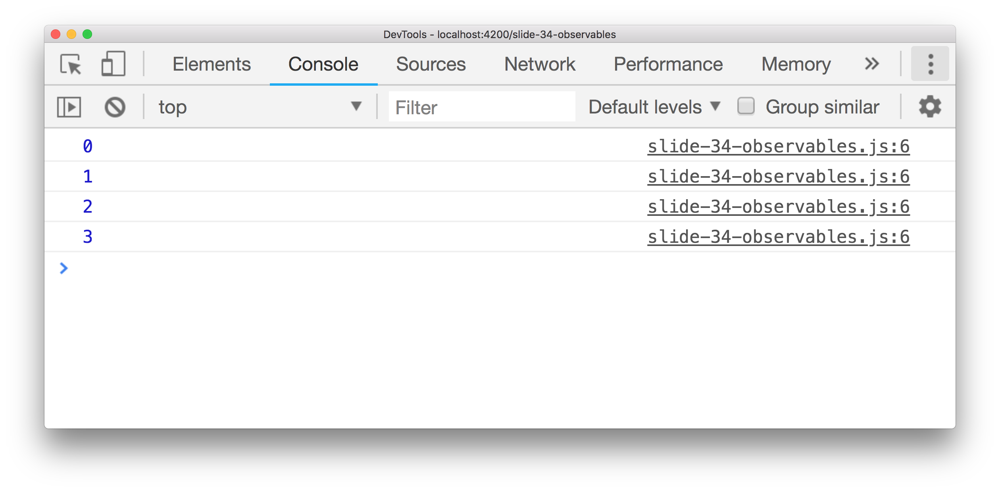 DevTools - localhost:4200/slide-34-observables
Elements Console Sources Network Performance Memory
top Filter Default levels Group similar
0 slide-34-observables.js:6
1 slide-34-observables.js:6
2 slide-34-observables.js:6
3 slide-34-observables.js:6